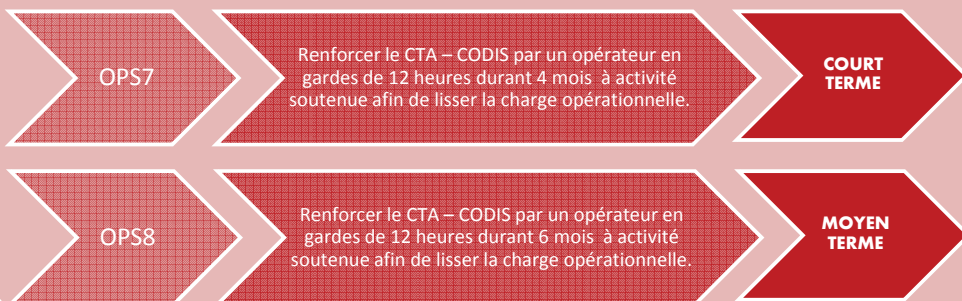 OPS7
Renforcer le CTA – CODIS par un opérateur en
gardes de 12 heures durant 4 mois à activité
soutenue afin de lisser la charge opérationnelle.
COURT
TERME
OPS8
Renforcer le CTA – CODIS par un opérateur en
gardes de 12 heures durant 6 mois à activité
soutenue afin de lisser la charge opérationnelle.
MOYEN
TERME